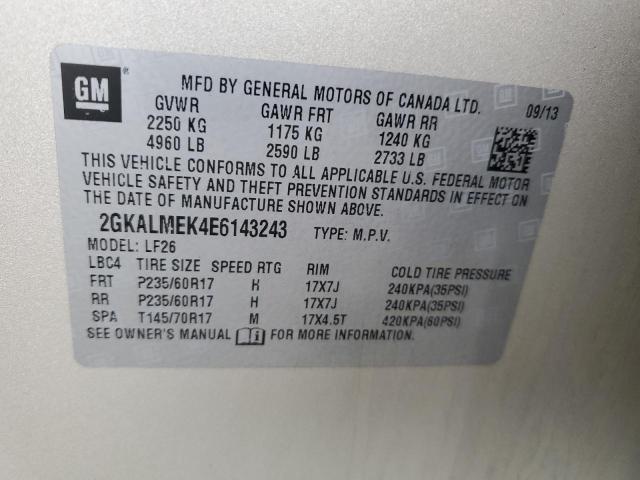 GM ®
MFD BY GENERAL MOTORS OF CANADA LTD. 09/13
GVWR GAWR FRT GAWR RR
2250 KG 1175 KG 1240 KG
4960 LB 2590 LB 2733 LB
THIS VEHICLE CONFORMS TO ALL APPLICABLE U.S. FEDERAL MOTOR
VEHICLE SAFETY AND THEFT PREVENTION STANDARDS IN EFFECT ON
THE DATE OF MANUFACTURE SHOWN ABOVE.
2GKALMEK4E6143243 TYPE: M.P.V.
MODEL: LF26
LBC4 TIRE SIZE SPEED RTG RIM COLD TIRE PRESSURE
FRT P235/60R17 H 17X7J 240KPA(35PSI)
RR P235/60R17 H 17X7J 240KPA(35PSI)
SPA T145/70R17 M 17X4.5T 420KPA(60PSI)
SEE OWNER'S MANUAL FOR MORE INFORMATION.